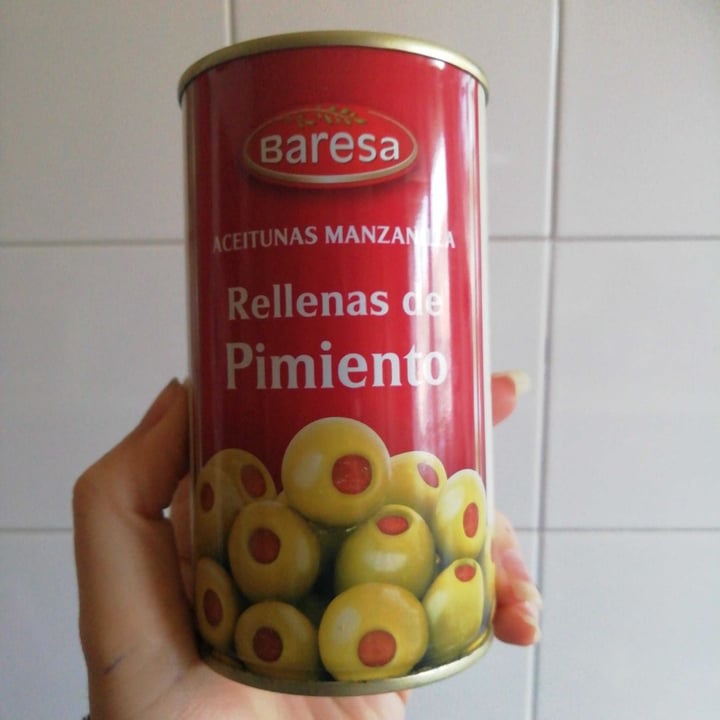 Baresa
ACEITUNAS MANZANILLA
Rellenas de
Pimiento